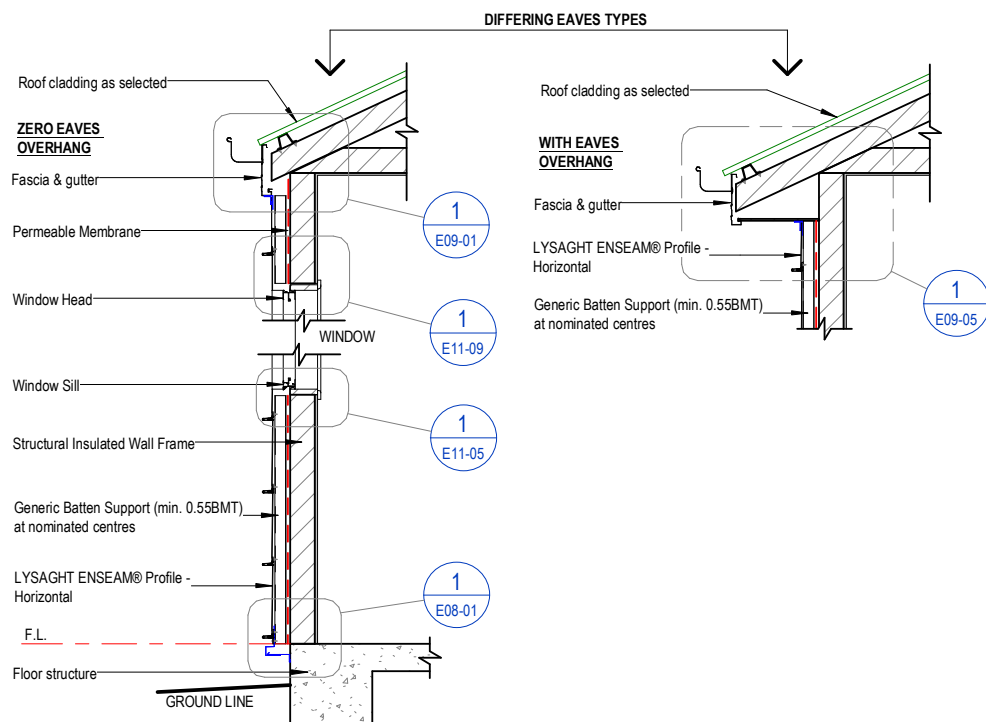 DIFFERING EAVES TYPES
Roof cladding as selected
ZERO EAVES
OVERHANG
Fascia & gutter
1
E09-01
Permeable Membrane
Window Head
1
E11-09
WINDOW
Window Sill
1
E11-05
Structural Insulated Wall Frame
Generic Batten Support (min. 0.55BMT)
at nominated centres
LYSAGHT ENSEAM® Profile -
Horizontal
1
E08-01
F.L.
Floor structure
GROUND LINE
Roof cladding as selected
WITH EAVES
OVERHANG
Fascia & gutter
LYSAGHT ENSEAM® Profile -
Horizontal
Generic Batten Support (min. 0.55BMT)
at nominated centres
1
E09-05